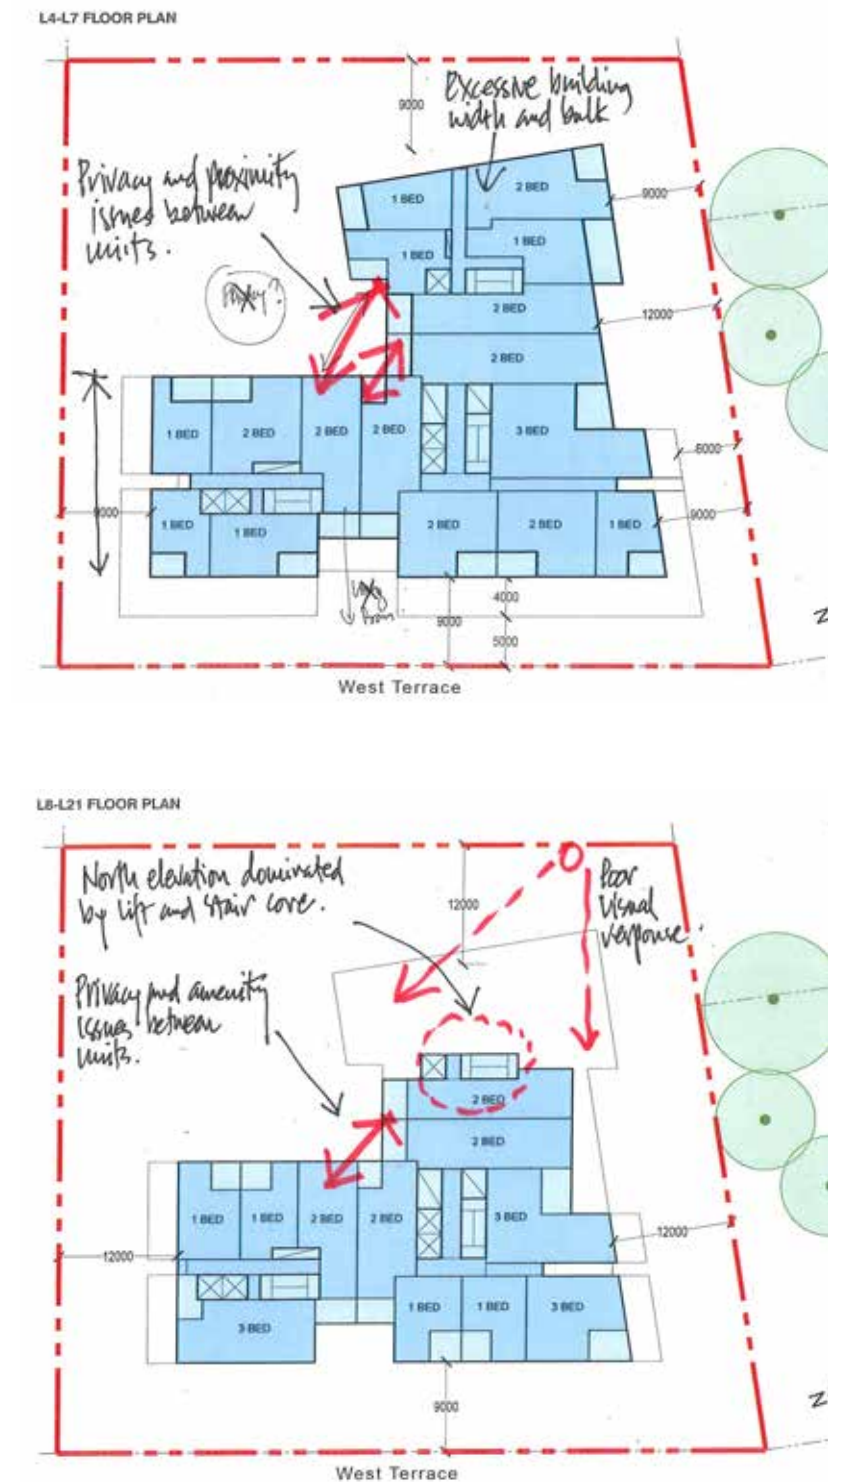 L4-L7 FLOOR PLAN
9000
Excessive building
width and bulk
Privacy and proximity
issues between
units.
1 BED
2 BED
9000
1 BED
1 BED
2 BED
12000
2 BED
1 BED
2 BED
2 BED
2 BED
3 BED
6000
9000
1 BED
1 BED
2 BED
2 BED
1 BED
9000
4000
9000
5000
West Terrace
L8-L21 FLOOR PLAN
North elevation dominated
by lift and stair core.
12000
Poor
visual
response.
Privacy and amenity
issues between
units.
2 BED
2 BED
1 BED
1 BED
2 BED
2 BED
3 BED
12000
12000
3 BED
1 BED
1 BED
3 BED
9000
West Terrace